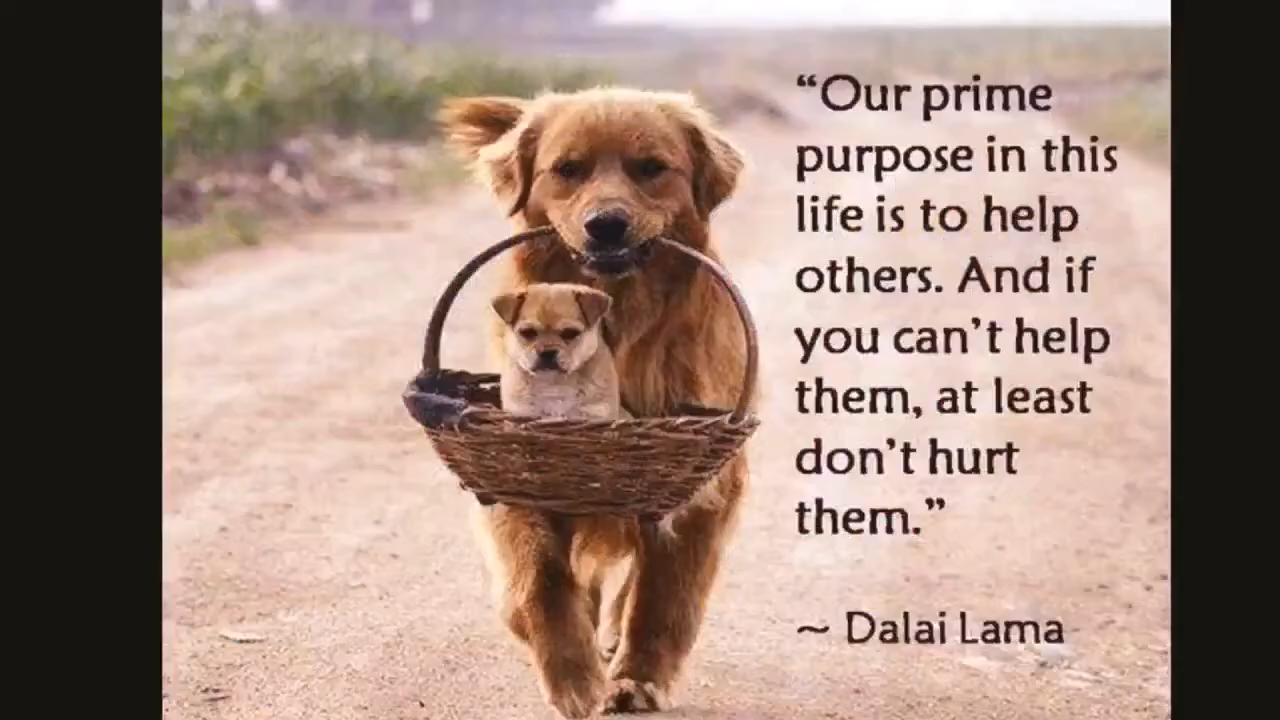 “Our prime
purpose in this
life is to help
others. And if
you can’t help
them, at least
don’t hurt
them.”
~ Dalai Lama